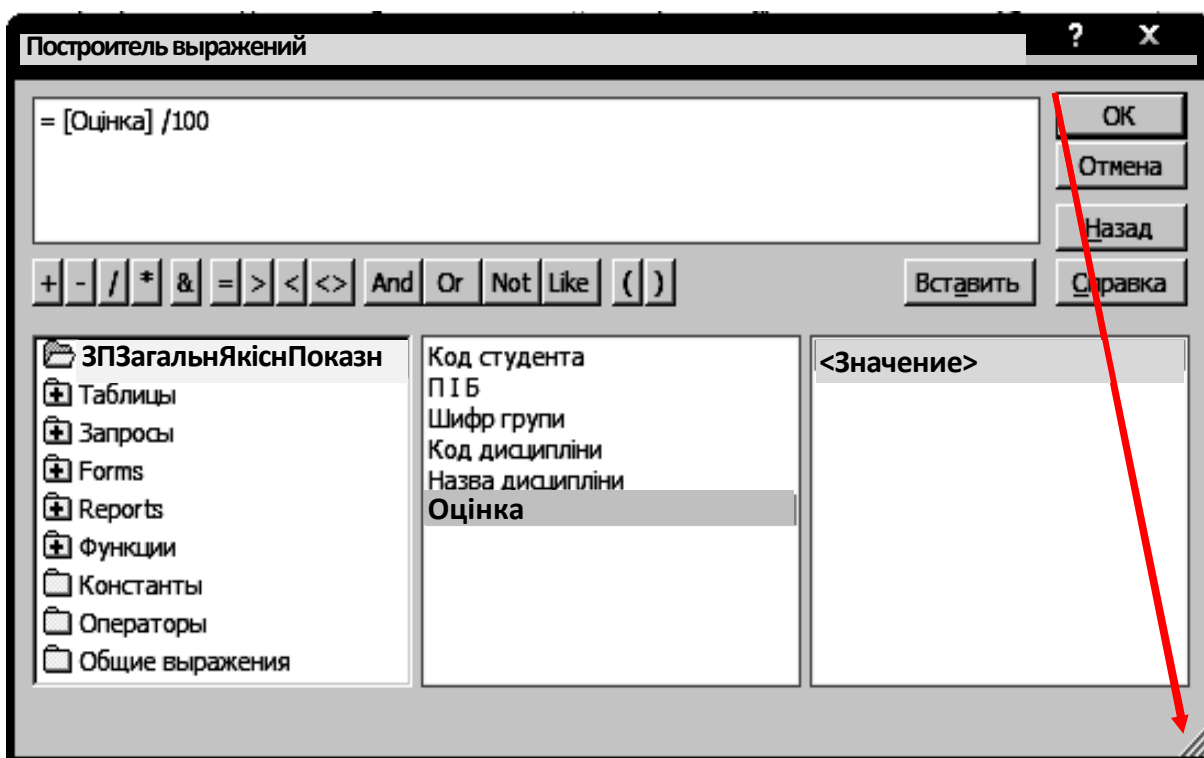 Построитель выражений ? X
= [Оцінка] /100
ОК
Отмена
Назад
+ - / * & = > < <> And Or Not Like ( ) Вставить Справка
ЗПЗагальнЯкіснПоказн
Таблицы
Запросы
Forms
Reports
Функции
Константы
Операторы
Общие выражения
Код студента
П І Б
Шифр групи
Код дисципліни
Назва дисципліни
Оцінка
<Значение>